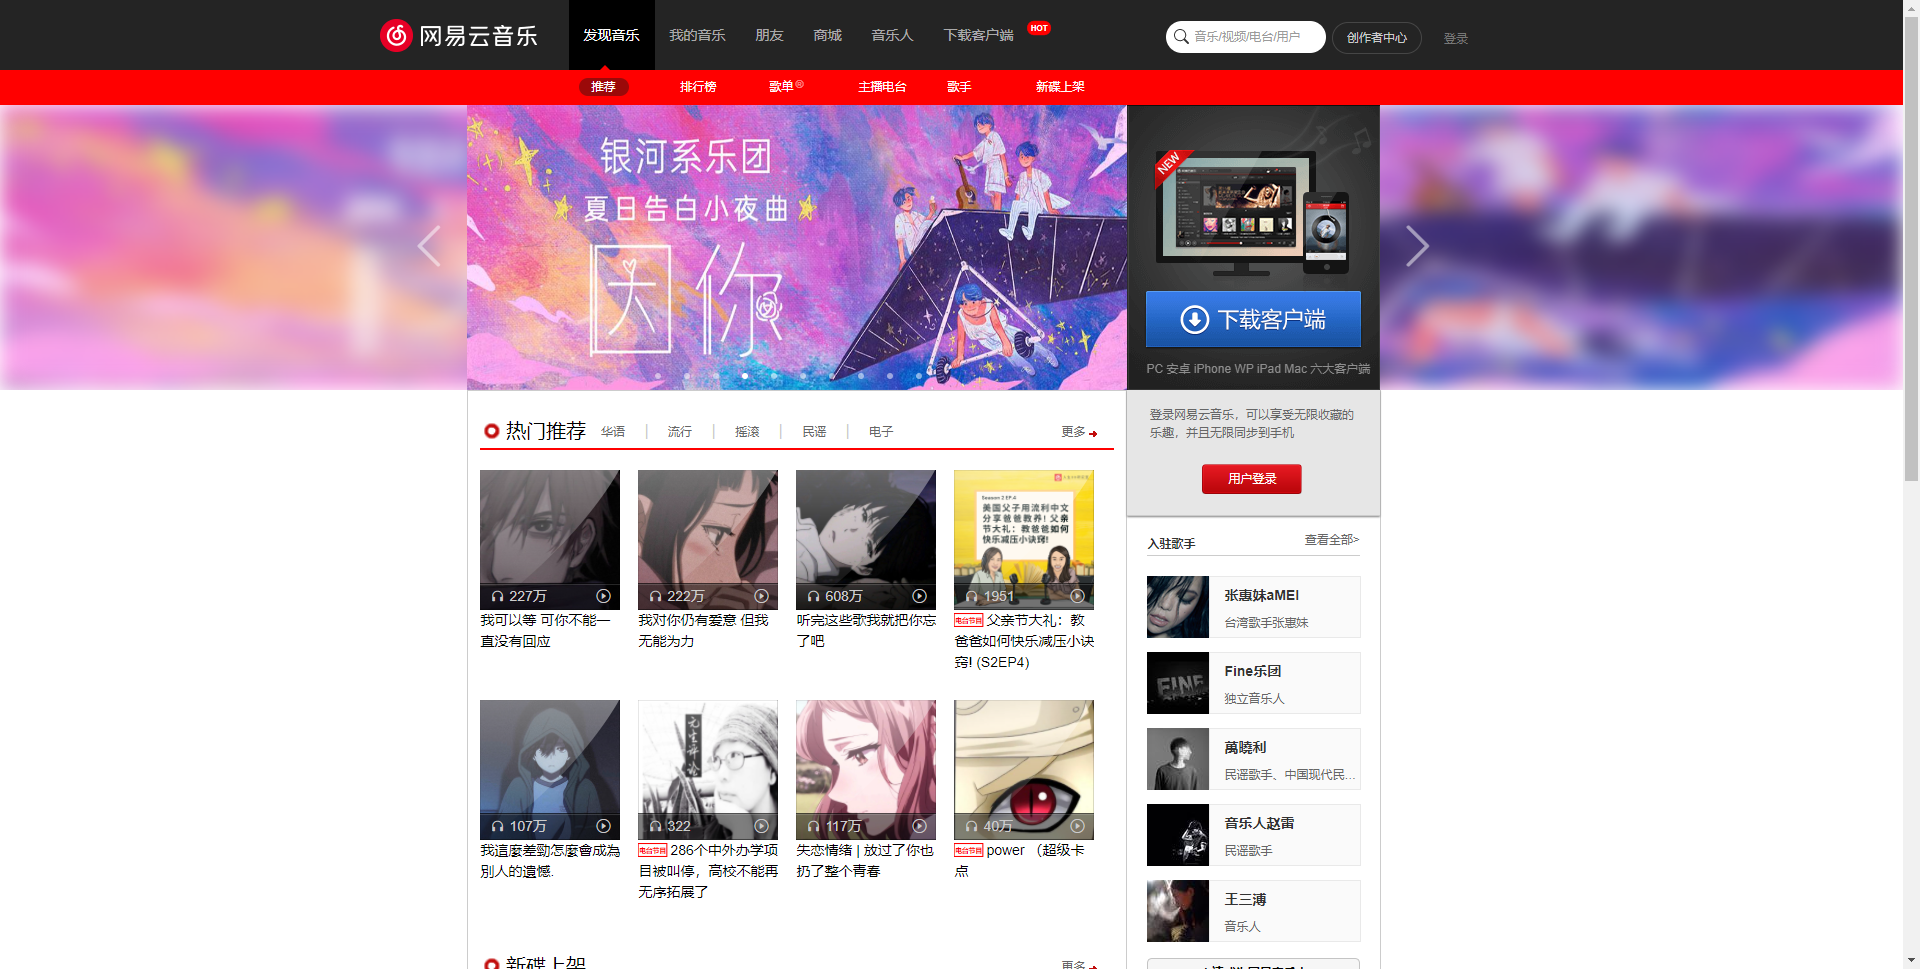 网易云音乐
发现音乐 我的音乐 朋友 商城 音乐人 下载客户端 HOT
音乐/视频/电台/用户 创作者中心 登录
推荐 排行榜 歌单® 主播电台 歌手 新碟上架
银河系乐团
夏日告白小夜曲
因你
NEW
下载客户端
PC 安卓 iPhone WP iPad Mac 六大客户端
登录网易云音乐，可以享受无限收藏的
乐趣，并且无限同步到手机
用户登录
热门推荐 华语 | 流行 | 摇滚 | 民谣 | 电子 更多
Season 2 EP.4
美国父子用流利中文
分享爸爸教养！父亲
节大礼：教爸爸如何
快乐减压小诀窍!
227万
222万
608万
1951
我可以等 可你不能一
直没有回应
我对你仍有爱意 但我
无能为力
听完这些歌我就把你忘
了吧
电台节目 父亲节大礼：教
爸爸如何快乐减压小诀
窍! (S2EP4)
107万
322
117万
40万
我這麼差勁怎麼會成為
別人的遺憾.
电台节目 286个中外办学项
目被叫停，高校不能再
无序拓展了
失恋情绪 | 放过了你也
扔了整个青春
电台节目 power （超级卡
点
入驻歌手 查看全部>
张惠妹aMEI
台湾歌手张惠妹
FINE
Fine乐团
独立音乐人
萬曉利
民谣歌手、中国现代民...
音乐人赵雷
民谣歌手
王三溥
音乐人
新碟上架 更多